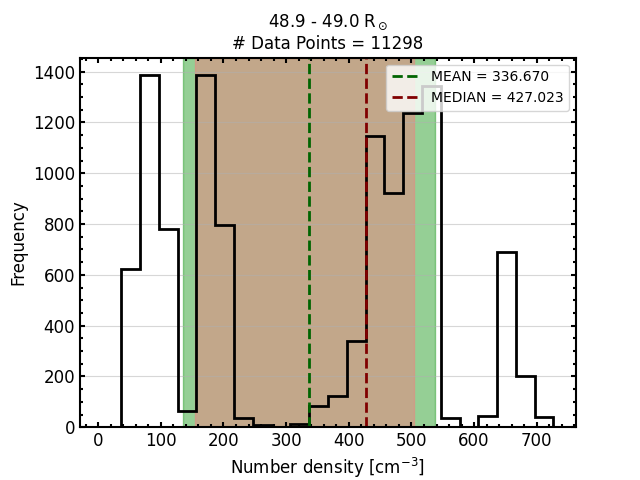 48.9 - 49.0 R⊙
# Data Points = 11298
MEAN = 336.670
MEDIAN = 427.023
Frequency
1400
1200
1000
800
600
400
200
0
0 100 200 300 400 500 600 700
Number density [cm⁻³]